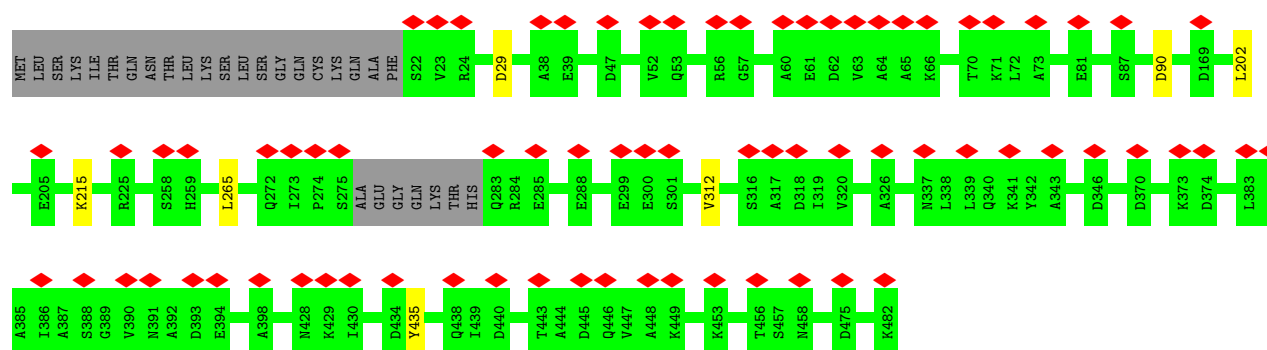 MET LEU SER LYS ILE THR GLN ASN THR LEU LYS SER LEU SER GLY GLN CYS LYS GLN ALA PHE S22 V23 R24 D29 A38 E39 D47 V52 Q53 R56 G57 A60 E61 D62 V63 A64 A65 K66 T70 K71 L72 A73 E81 S87 D90 D169 L202
E205 K215 R225 S258 H259 L265 Q272 I273 P274 S275 ALA GLU GLY GLN LYS THR HIS Q283 R284 E285 E288 E299 E300 S301 V312 S316 A317 D318 I319 V320 A326 N337 L338 L339 Q340 K341 Y342 A343 D346 D370 K373 D374 L383
A385 I386 A387 S388 G389 V390 N391 A392 D393 E394 A398 N428 K429 I430 D434 Y435 Q438 I439 D440 T443 A444 D445 Q446 V447 A448 K449 K453 T456 S457 N458 D475 K482